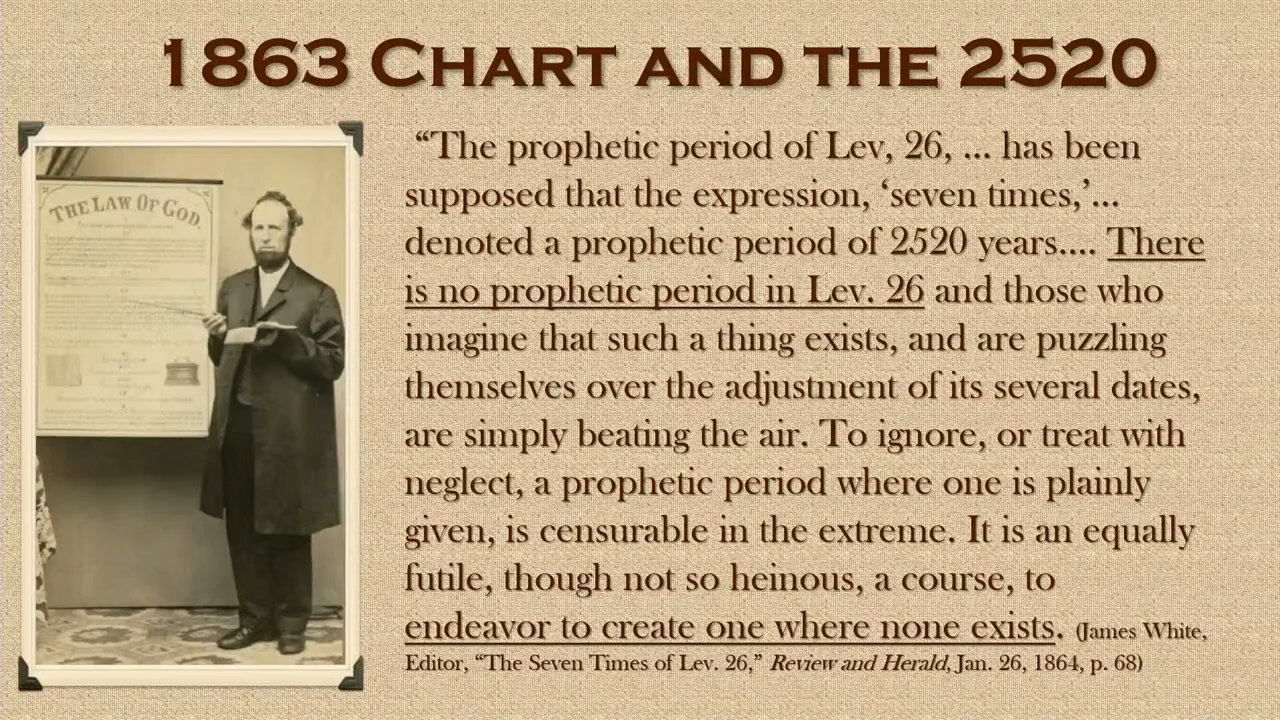 1863 Chart and the 2520
THE LAW OF GOD.
“The prophetic period of Lev, 26, ... has been
supposed that the expression, ‘seven times,’...
denoted a prophetic period of 2520 years.... There
is no prophetic period in Lev. 26 and those who
imagine that such a thing exists, and are puzzling
themselves over the adjustment of its several dates,
are simply beating the air. To ignore, or treat with
neglect, a prophetic period where one is plainly
given, is censurable in the extreme. It is an equally
futile, though not so heinous, a course, to
endeavor to create one where none exists. (James White,
Editor, “The Seven Times of Lev. 26,” Review and Herald, Jan. 26, 1864, p. 68)